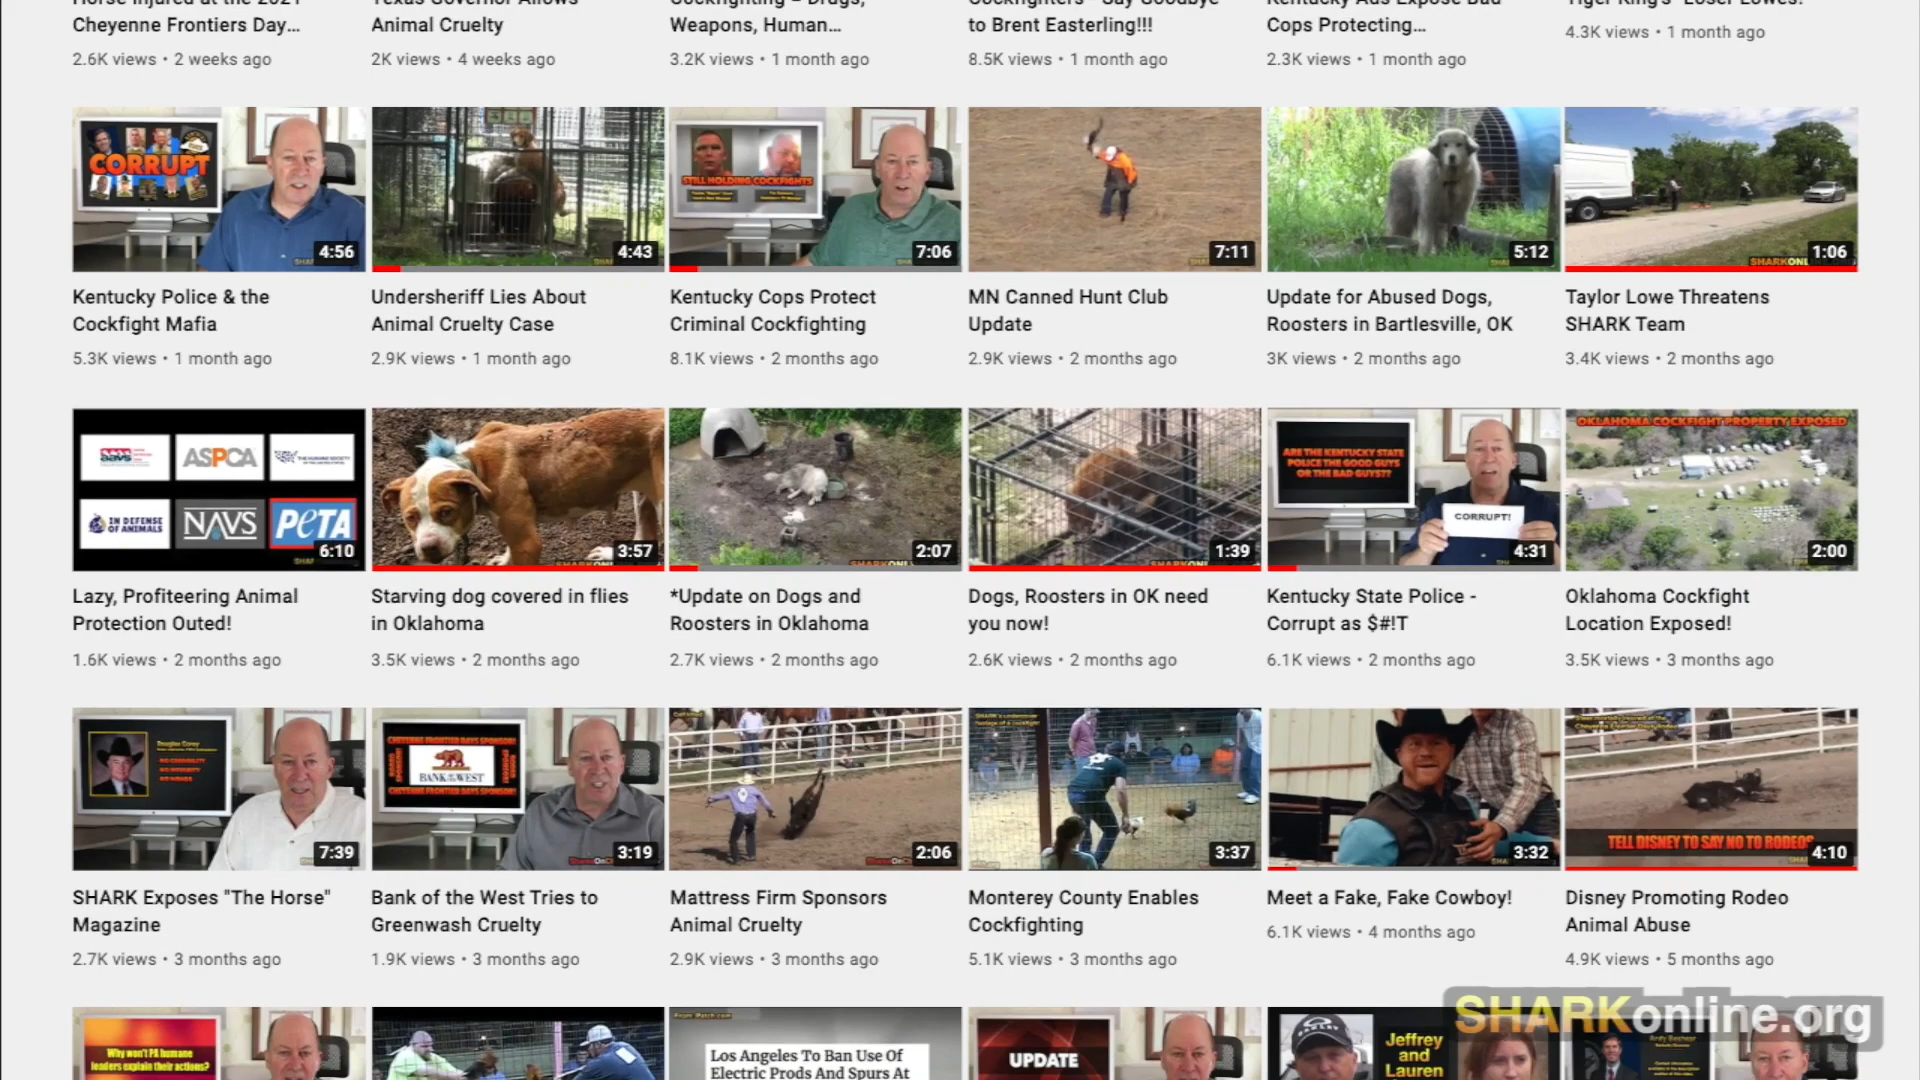 Cheyenne Frontiers Day...
2.6K views • 2 weeks ago
Animal Cruelty
2K views • 4 weeks ago
Weapons, Human...
3.2K views • 1 month ago
to Brent Easterling!!!
8.5K views • 1 month ago
Cops Protecting...
2.3K views • 1 month ago
4.3K views • 1 month ago
CORRUPT
4:56
4:43
STILL HOLDING COCKFIGHTS
7:06
7:11
5:12
1:06
Kentucky Police & the
Cockfight Mafia
5.3K views • 1 month ago
Undersheriff Lies About
Animal Cruelty Case
2.9K views • 1 month ago
Kentucky Cops Protect
Criminal Cockfighting
8.1K views • 2 months ago
MN Canned Hunt Club
Update
2.9K views • 2 months ago
Update for Abused Dogs,
Roosters in Bartlesville, OK
3K views • 2 months ago
Taylor Lowe Threatens
SHARK Team
3.4K views • 2 months ago
aavs
ASPCA
THE HUMANE SOCIETY
IN DEFENSE
OF ANIMALS
NAVS
PETA
6:10
3:57
2:07
1:39
ARE THE KENTUCKY STATE
POLICE THE GOOD GUYS
OR THE BAD GUYS??
CORRUPT!
4:31
OKLAHOMA COCKFIGHT PROPERTY EXPOSED
2:00
Lazy, Profiteering Animal
Protection Outed!
1.6K views • 2 months ago
Starving dog covered in flies
in Oklahoma
3.5K views • 2 months ago
*Update on Dogs and
Roosters in Oklahoma
2.7K views • 2 months ago
Dogs, Roosters in OK need
you now!
2.6K views • 2 months ago
Kentucky State Police -
Corrupt as $#!T
6.1K views • 2 months ago
Oklahoma Cockfight
Location Exposed!
3.5K views • 3 months ago
Douglas Corey
7:39
CHEYENNE FRONTIER DAYS SPONSOR!
BANK OF THE WEST
CHEYENNE FRONTIER DAYS SPONSOR!
3:19
2:06
3:37
3:32
TELL DISNEY TO SAY NO TO RODEOS
4:10
SHARK Exposes "The Horse"
Magazine
2.7K views • 3 months ago
Bank of the West Tries to
Greenwash Cruelty
1.9K views • 3 months ago
Mattress Firm Sponsors
Animal Cruelty
2.9K views • 3 months ago
Monterey County Enables
Cockfighting
5.1K views • 3 months ago
Meet a Fake, Fake Cowboy!
6.1K views • 4 months ago
Disney Promoting Rodeo
Animal Abuse
4.9K views • 5 months ago
SHARKonline.org
Why won't PA humane
leaders explain their actions?
Los Angeles To Ban Use Of
Electric Prods And Spurs At
UPDATE
Jeffrey
and
Lauren
Andy Beshear